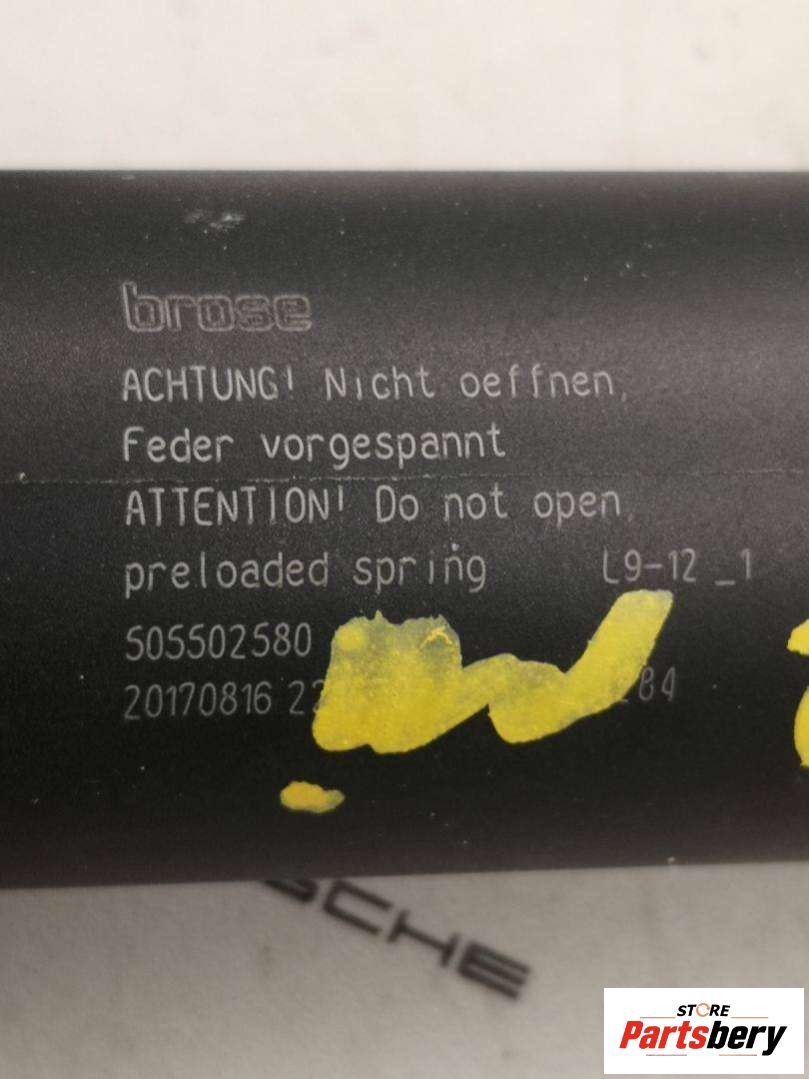 brose
ACHTUNG! Nicht oeffnen,
Feder vorgespannt
ATTENTION! Do not open,
preloaded spring L9-12 _1
505502580
20170816
SCHE
STORE
Partsbery